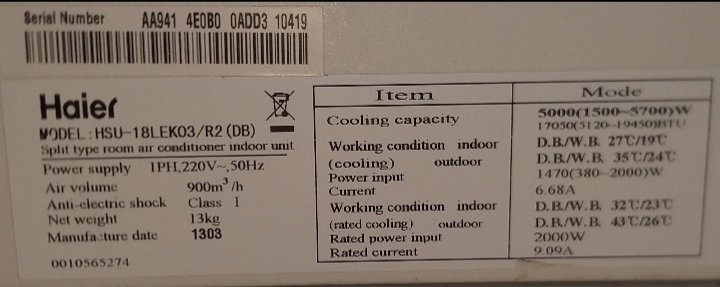 Serial Number AA941 4E0B0 0ADD3 10419
Haier
MODEL: HSU-18LEK03/R2 (DB)
Split type room air conditioner indoor unit
Power supply 1PH,220V~,50Hz
Air volume 900m³/h
Anti-electric shock Class I
Net weight 13kg
Manufacture date 1303
0010565274
Item Mode
Cooling capacity 5000(1500~5700)W
17050(5120~19450)BTU
Working condition indoor D.B./W.B. 27℃/19℃
(cooling) outdoor D.B./W.B. 35℃/24℃
Power input 1470(380~2000)W
Current 6.68A
Working condition indoor D.B./W.B. 32℃/23℃
(rated cooling) outdoor D.B./W.B. 43℃/26℃
Rated power input 2000W
Rated current 9.09A